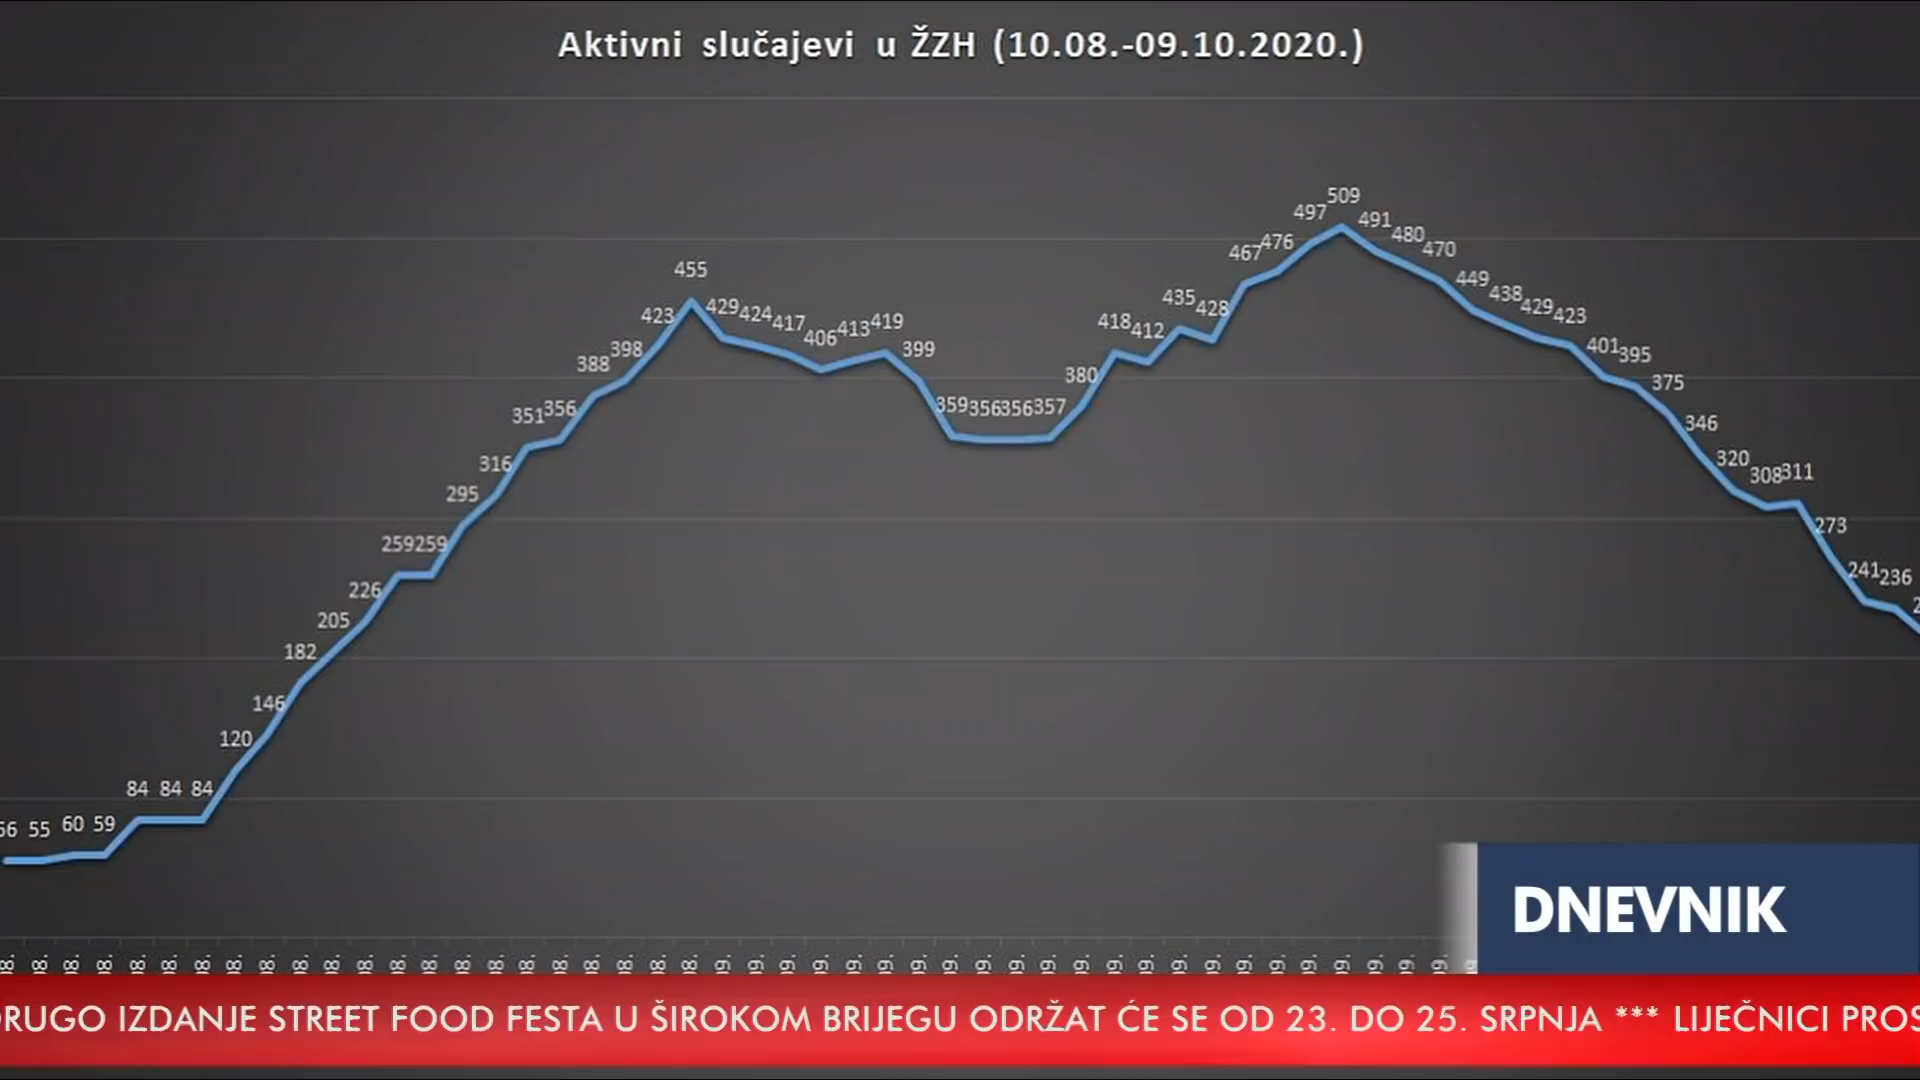 Aktivni slučajevi u ŽZH (10.08.-09.10.2020.)
55 60 59 84 84 84 120 146 182 205 226 259 259 295 316 351 356 388 398 423 455 429 424 417 406 413 419 399 359 356 356 357 380 418 412 435 428 467 476 497 509 491 480 470 449 438 429 423 401 395 375 346 320 308 311 273 241 236
DNEVNIK
IZDANJE STREET FOOD FESTA U ŠIROKOM BRIJEGU ODRŽAT ĆE SE OD 23. DO 25. SRPNJA *** LIJEČNICI